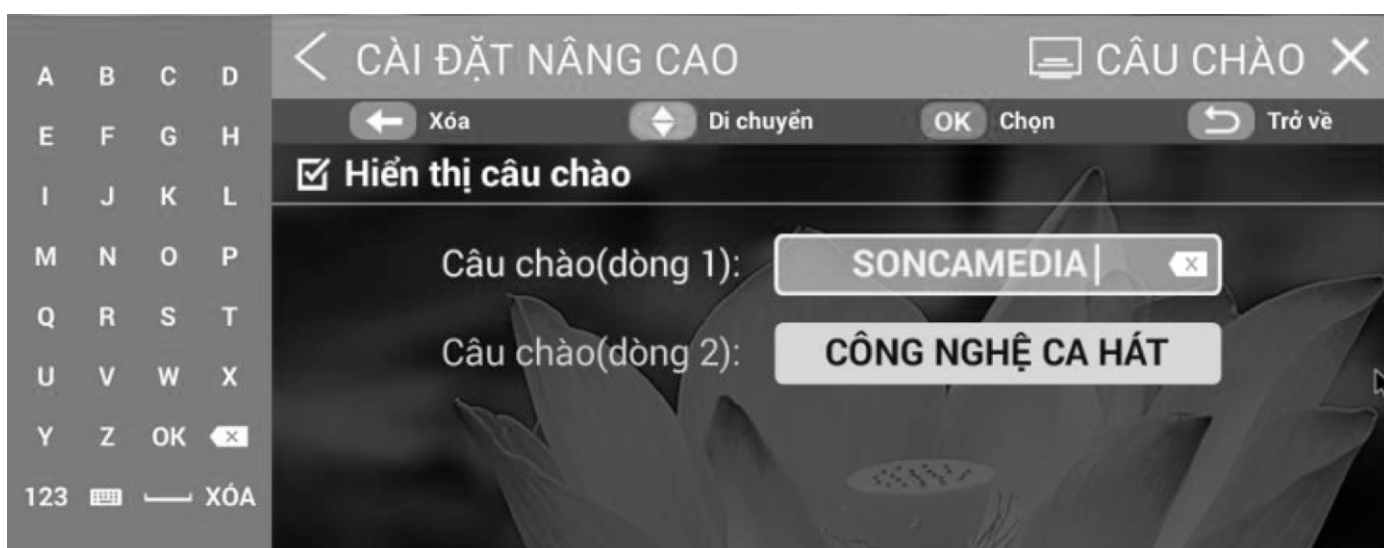 CÀI ĐẶT NÂNG CAO CÂU CHÀO
Xóa Di chuyển OK Chọn Trở về
Hiển thị câu chào
Câu chào(dòng 1): SONCAMEDIA
Câu chào(dòng 2): CÔNG NGHỆ CA HÁT
A B C D
E F G H
I J K L
M N O P
Q R S T
U V W X
Y Z OK
123 XÓA